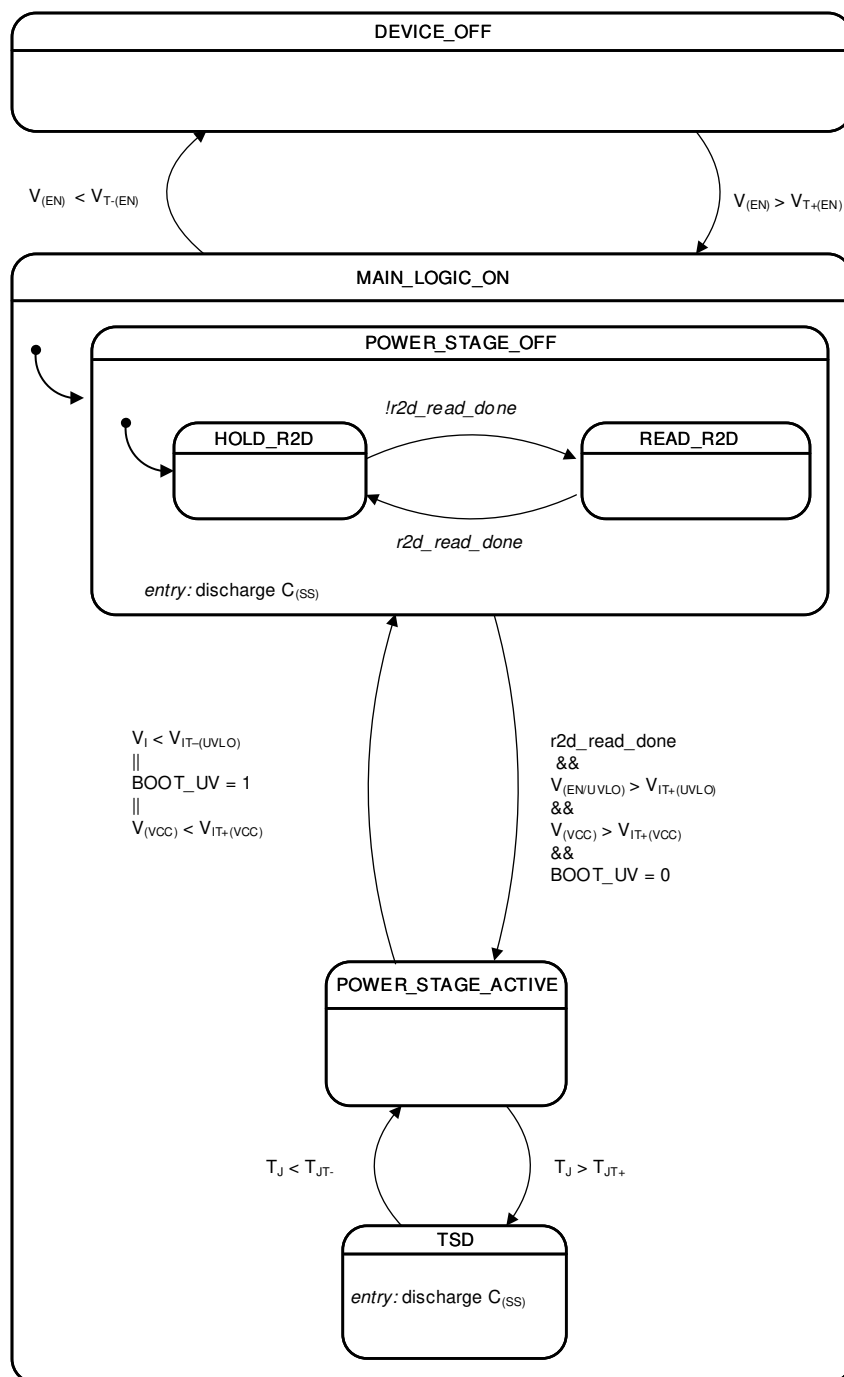 DEVICE_OFF
V(EN) < VT-(EN)
V(EN) > VT+(EN)
MAIN_LOGIC_ON
POWER_STAGE_OFF
!r2d_read_done
HOLD_R2D
READ_R2D
r2d_read_done
entry: discharge C(SS)
VI < VIT–(UVLO)
||
BOOT_UV = 1
||
V(VCC) < VIT+(VCC)
r2d_read_done
&&
V(EN/UVLO) > VIT+(UVLO)
&&
V(VCC) > VIT+(VCC)
&&
BOOT_UV = 0
POWER_STAGE_ACTIVE
TJ < TJT-
TJ > TJT+
TSD
entry: discharge C(SS)